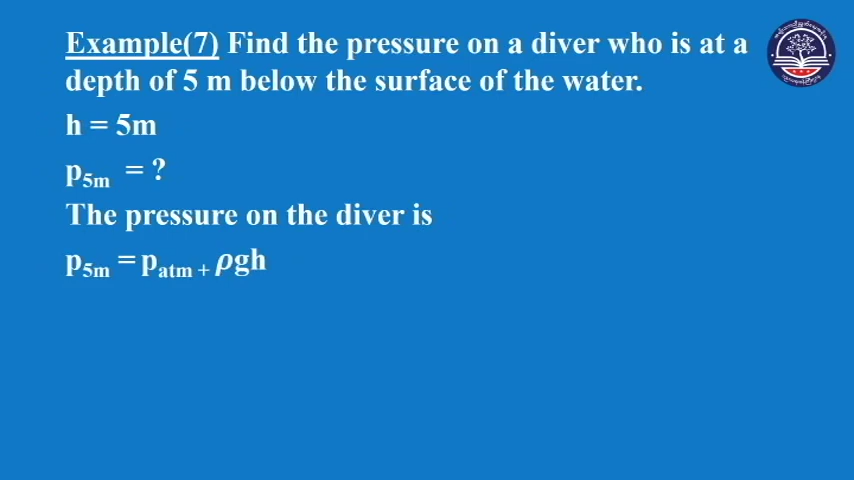 Example(7) Find the pressure on a diver who is at a
depth of 5 m below the surface of the water.
h = 5m
p₅ₘ = ?
The pressure on the diver is
p₅ₘ = pₐₜₘ + ρgh